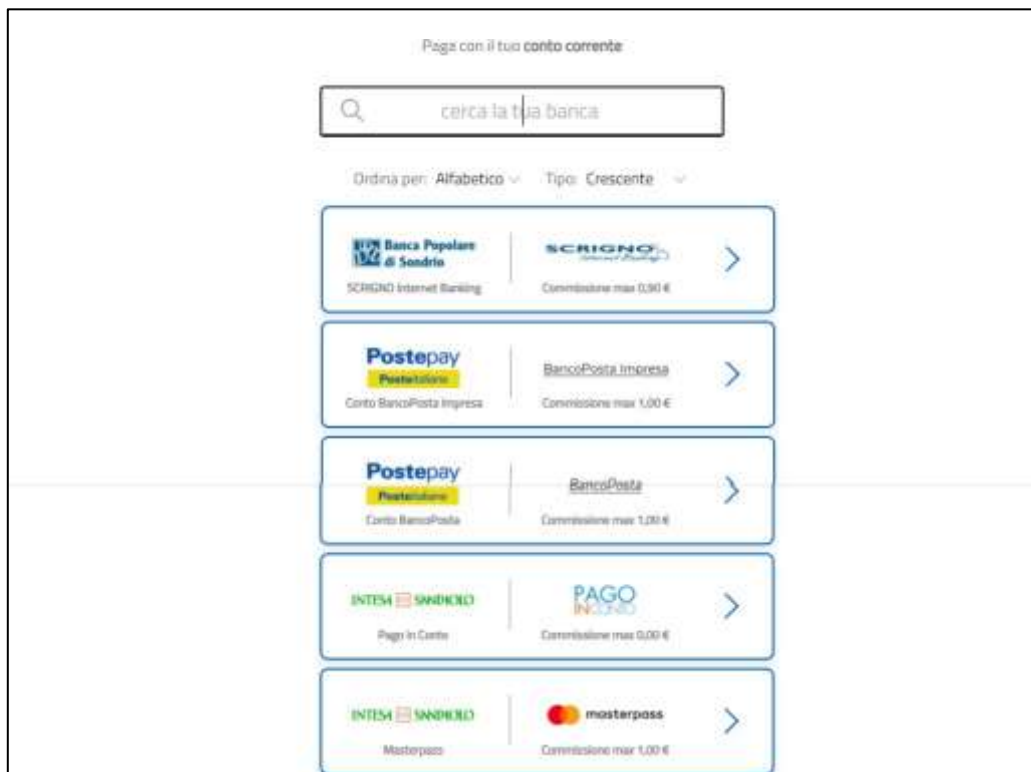 Paga con il tuo conto corrente
cerca la tua banca
Ordina per: Alfabetico Tipo: Crescente
Banca Popolare
di Sondrio
SCRIGNO
Internet Banking
SCRIGNO Internet Banking
Commissione max 0,90 €
Postepay
Posteitaliane
BancoPosta Impresa
Conto BancoPosta Impresa
Commissione max 1,00 €
Postepay
Posteitaliane
BancoPosta
Conto BancoPosta
Commissione max 1,00 €
INTESA SANPAOLO
PAGO
INCONTO
Pago In Conto
Commissione max 0,00 €
INTESA SANPAOLO
masterpass
Masterpass
Commissione max 1,00 €